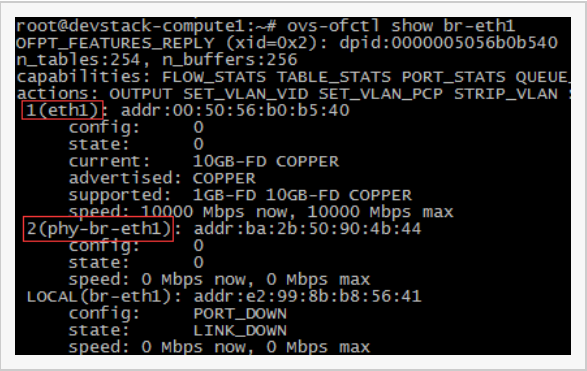 root@devstack-compute1:~# ovs-ofctl show br-eth1
OFPT_FEATURES_REPLY (xid=0x2): dpid:0000005056b0b540
n_tables:254, n_buffers:256
capabilities: FLOW_STATS TABLE_STATS PORT_STATS QUEUE_
actions: OUTPUT SET_VLAN_VID SET_VLAN_PCP STRIP_VLAN
1(eth1): addr:00:50:56:b0:b5:40
config: 0
state: 0
current: 10GB-FD COPPER
advertised: COPPER
supported: 1GB-FD 10GB-FD COPPER
speed: 10000 Mbps now, 10000 Mbps max
2(phy-br-eth1): addr:ba:2b:50:90:4b:44
config: 0
state: 0
speed: 0 Mbps now, 0 Mbps max
LOCAL(br-eth1): addr:e2:99:8b:b8:56:41
config: PORT_DOWN
state: LINK_DOWN
speed: 0 Mbps now, 0 Mbps max